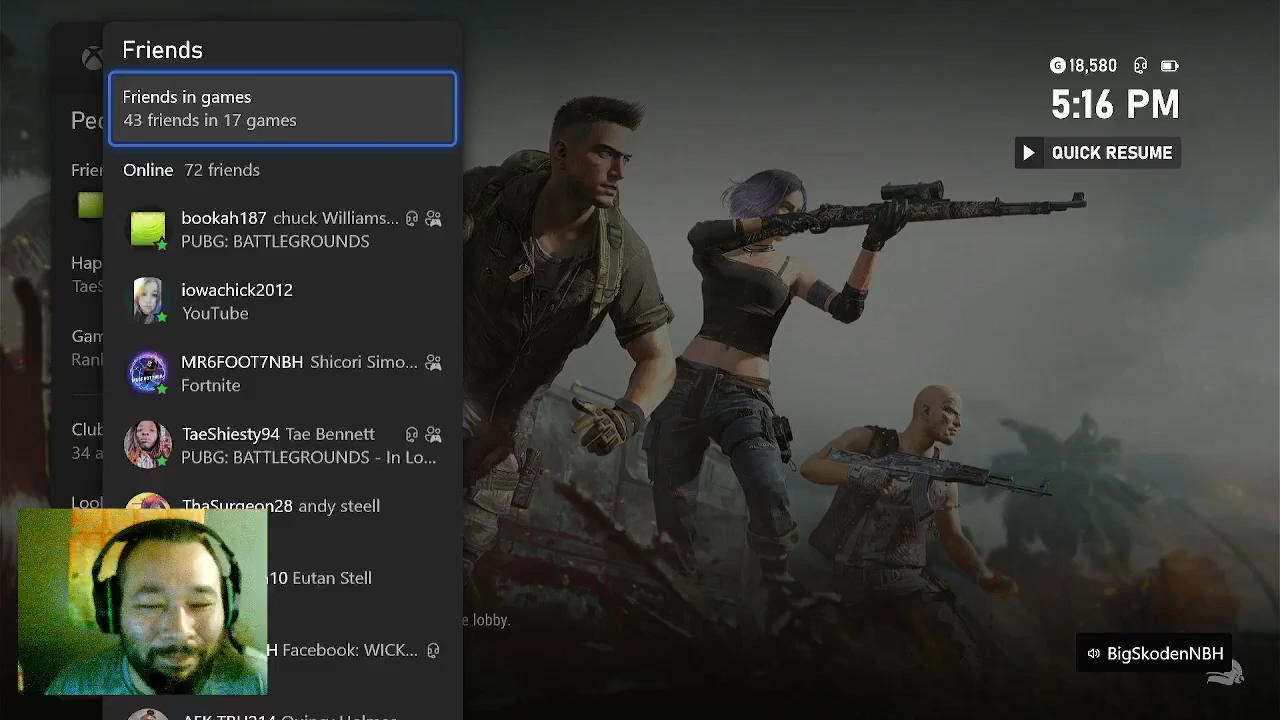 Friends
Friends in games
43 friends in 17 games
Online 72 friends
bookah187 chuck Williams...
PUBG: BATTLEGROUNDS
iowachick2012
YouTube
MR6FOOT7NBH Shicori Simo...
Fortnite
TaeShiesty94 Tae Bennett
PUBG: BATTLEGROUNDS - In Lo...
ThaSurgeon28 andy steell
10 Eutan Stell
H Facebook: WICK...
G 18,580
5:16 PM
QUICK RESUME
e lobby.
BigSkodenNBH